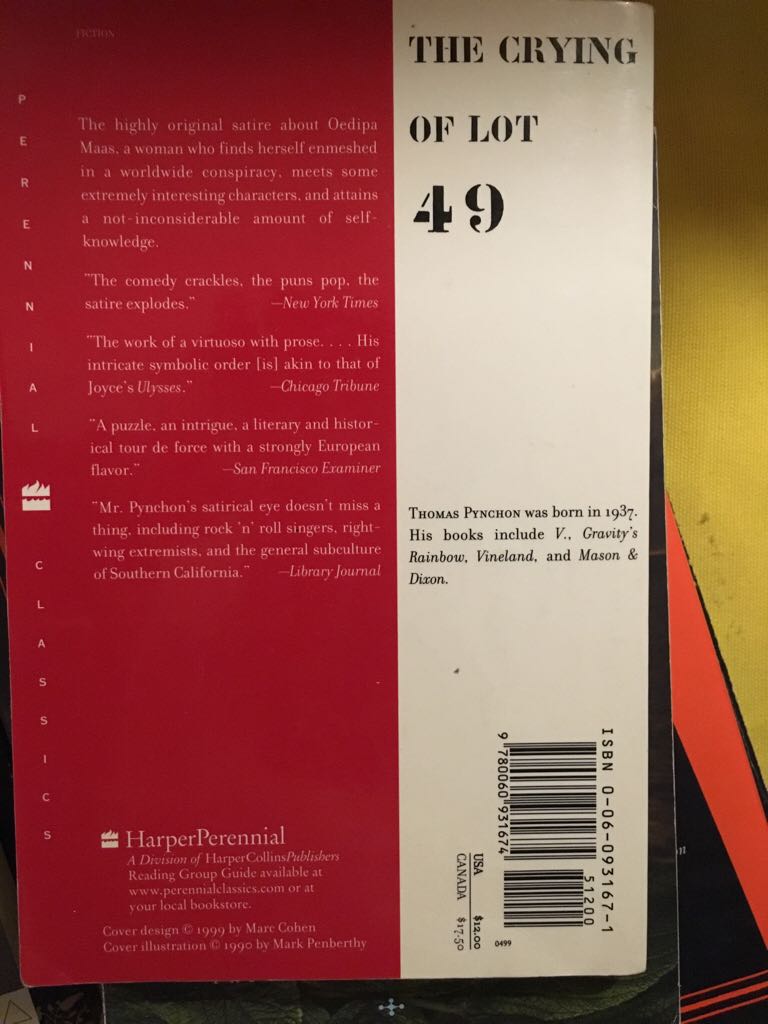 FICTION
PERENNIAL CLASSICS
The highly original satire about Oedipa
Maas, a woman who finds herself enmeshed
in a worldwide conspiracy, meets some
extremely interesting characters, and attains
a not-inconsiderable amount of self-
knowledge.
"The comedy crackles, the puns pop, the
satire explodes." —New York Times
"The work of a virtuoso with prose. . . . His
intricate symbolic order [is] akin to that of
Joyce's Ulysses." —Chicago Tribune
"A puzzle, an intrigue, a literary and histor-
ical tour de force with a strongly European
flavor." —San Francisco Examiner
"Mr. Pynchon's satirical eye doesn't miss a
thing, including rock 'n' roll singers, right-
wing extremists, and the general subculture
of Southern California." —Library Journal
HarperPerennial
A Division of HarperCollinsPublishers
Reading Group Guide available at
www.perennialclassics.com or at
your local bookstore.
Cover design © 1999 by Marc Cohen
Cover illustration © 1990 by Mark Penberthy
THE CRYING
OF LOT
49
THOMAS PYNCHON was born in 1937.
His books include V., Gravity's
Rainbow, Vineland, and Mason &
Dixon.
ISBN 0-06-093167-1
51200
9 780060 931674
0499
USA $12.00
CANADA $17.50